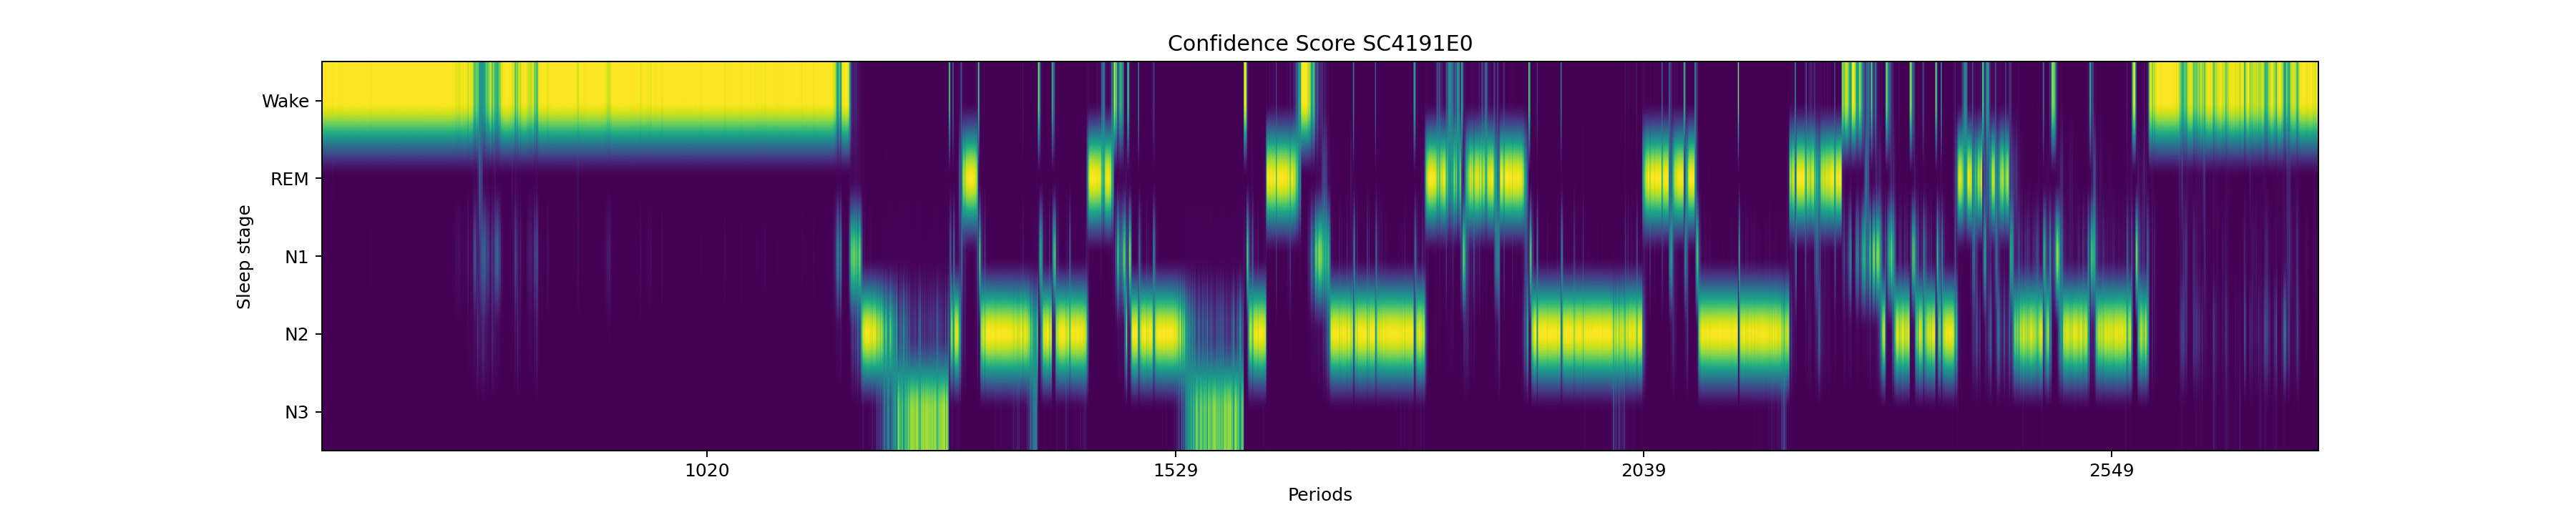 Confidence Score SC4191E0
Sleep stage
Wake
REM
N1
N2
N3
1020
1529
2039
2549
Periods